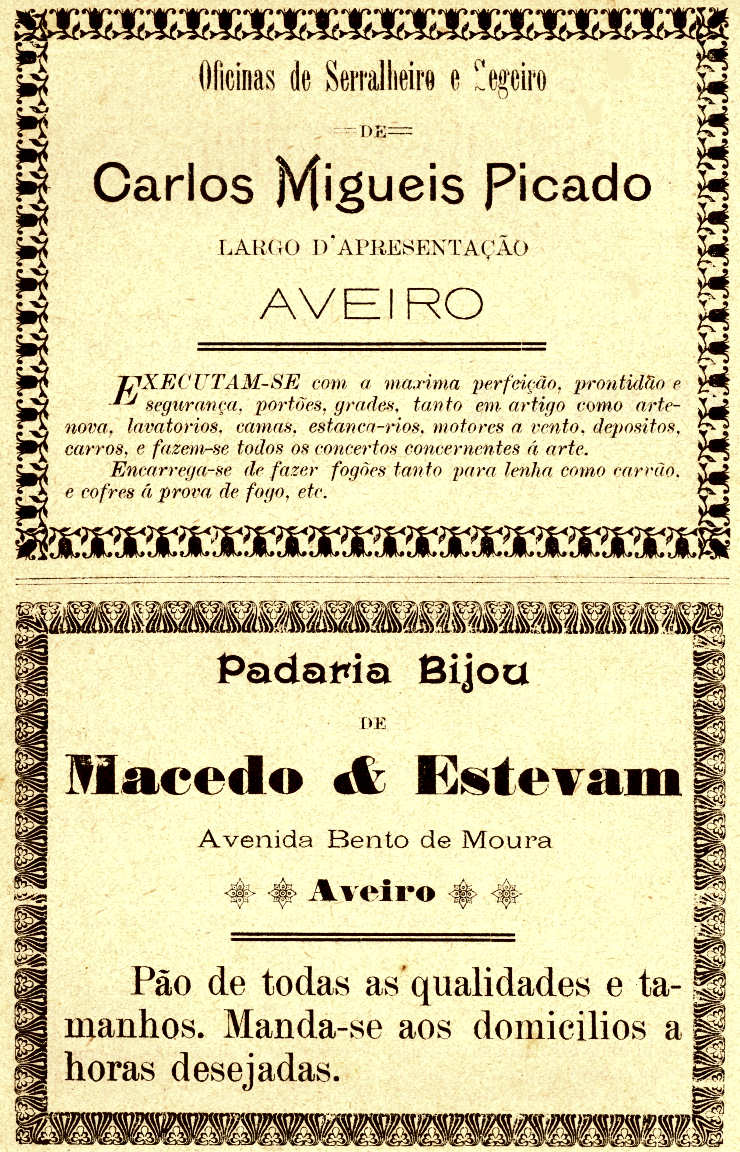 Oficinas de Serralheiro e Segeiro
DE
Carlos Migueis Picado
LARGO D'APRESENTAÇÃO
AVEIRO
EXECUTAM-SE com a maxima perfeição, prontidão e
segurança, portões, grades, tanto em artigo como arte-
nova, lavatorios, camas, estanca-rios, motores a vento, depositos,
carros, e fazem-se todos os concertos concernentes á arte.
Encarrega-se de fazer fogões tanto para lenha como carvão,
e cofres á prova de fogo, etc.
Padaria Bijou
DE
Macedo & Estevam
Avenida Bento de Moura
Aveiro
Pão de todas as qualidades e ta-
manhos. Manda-se aos domicilios a
horas desejadas.